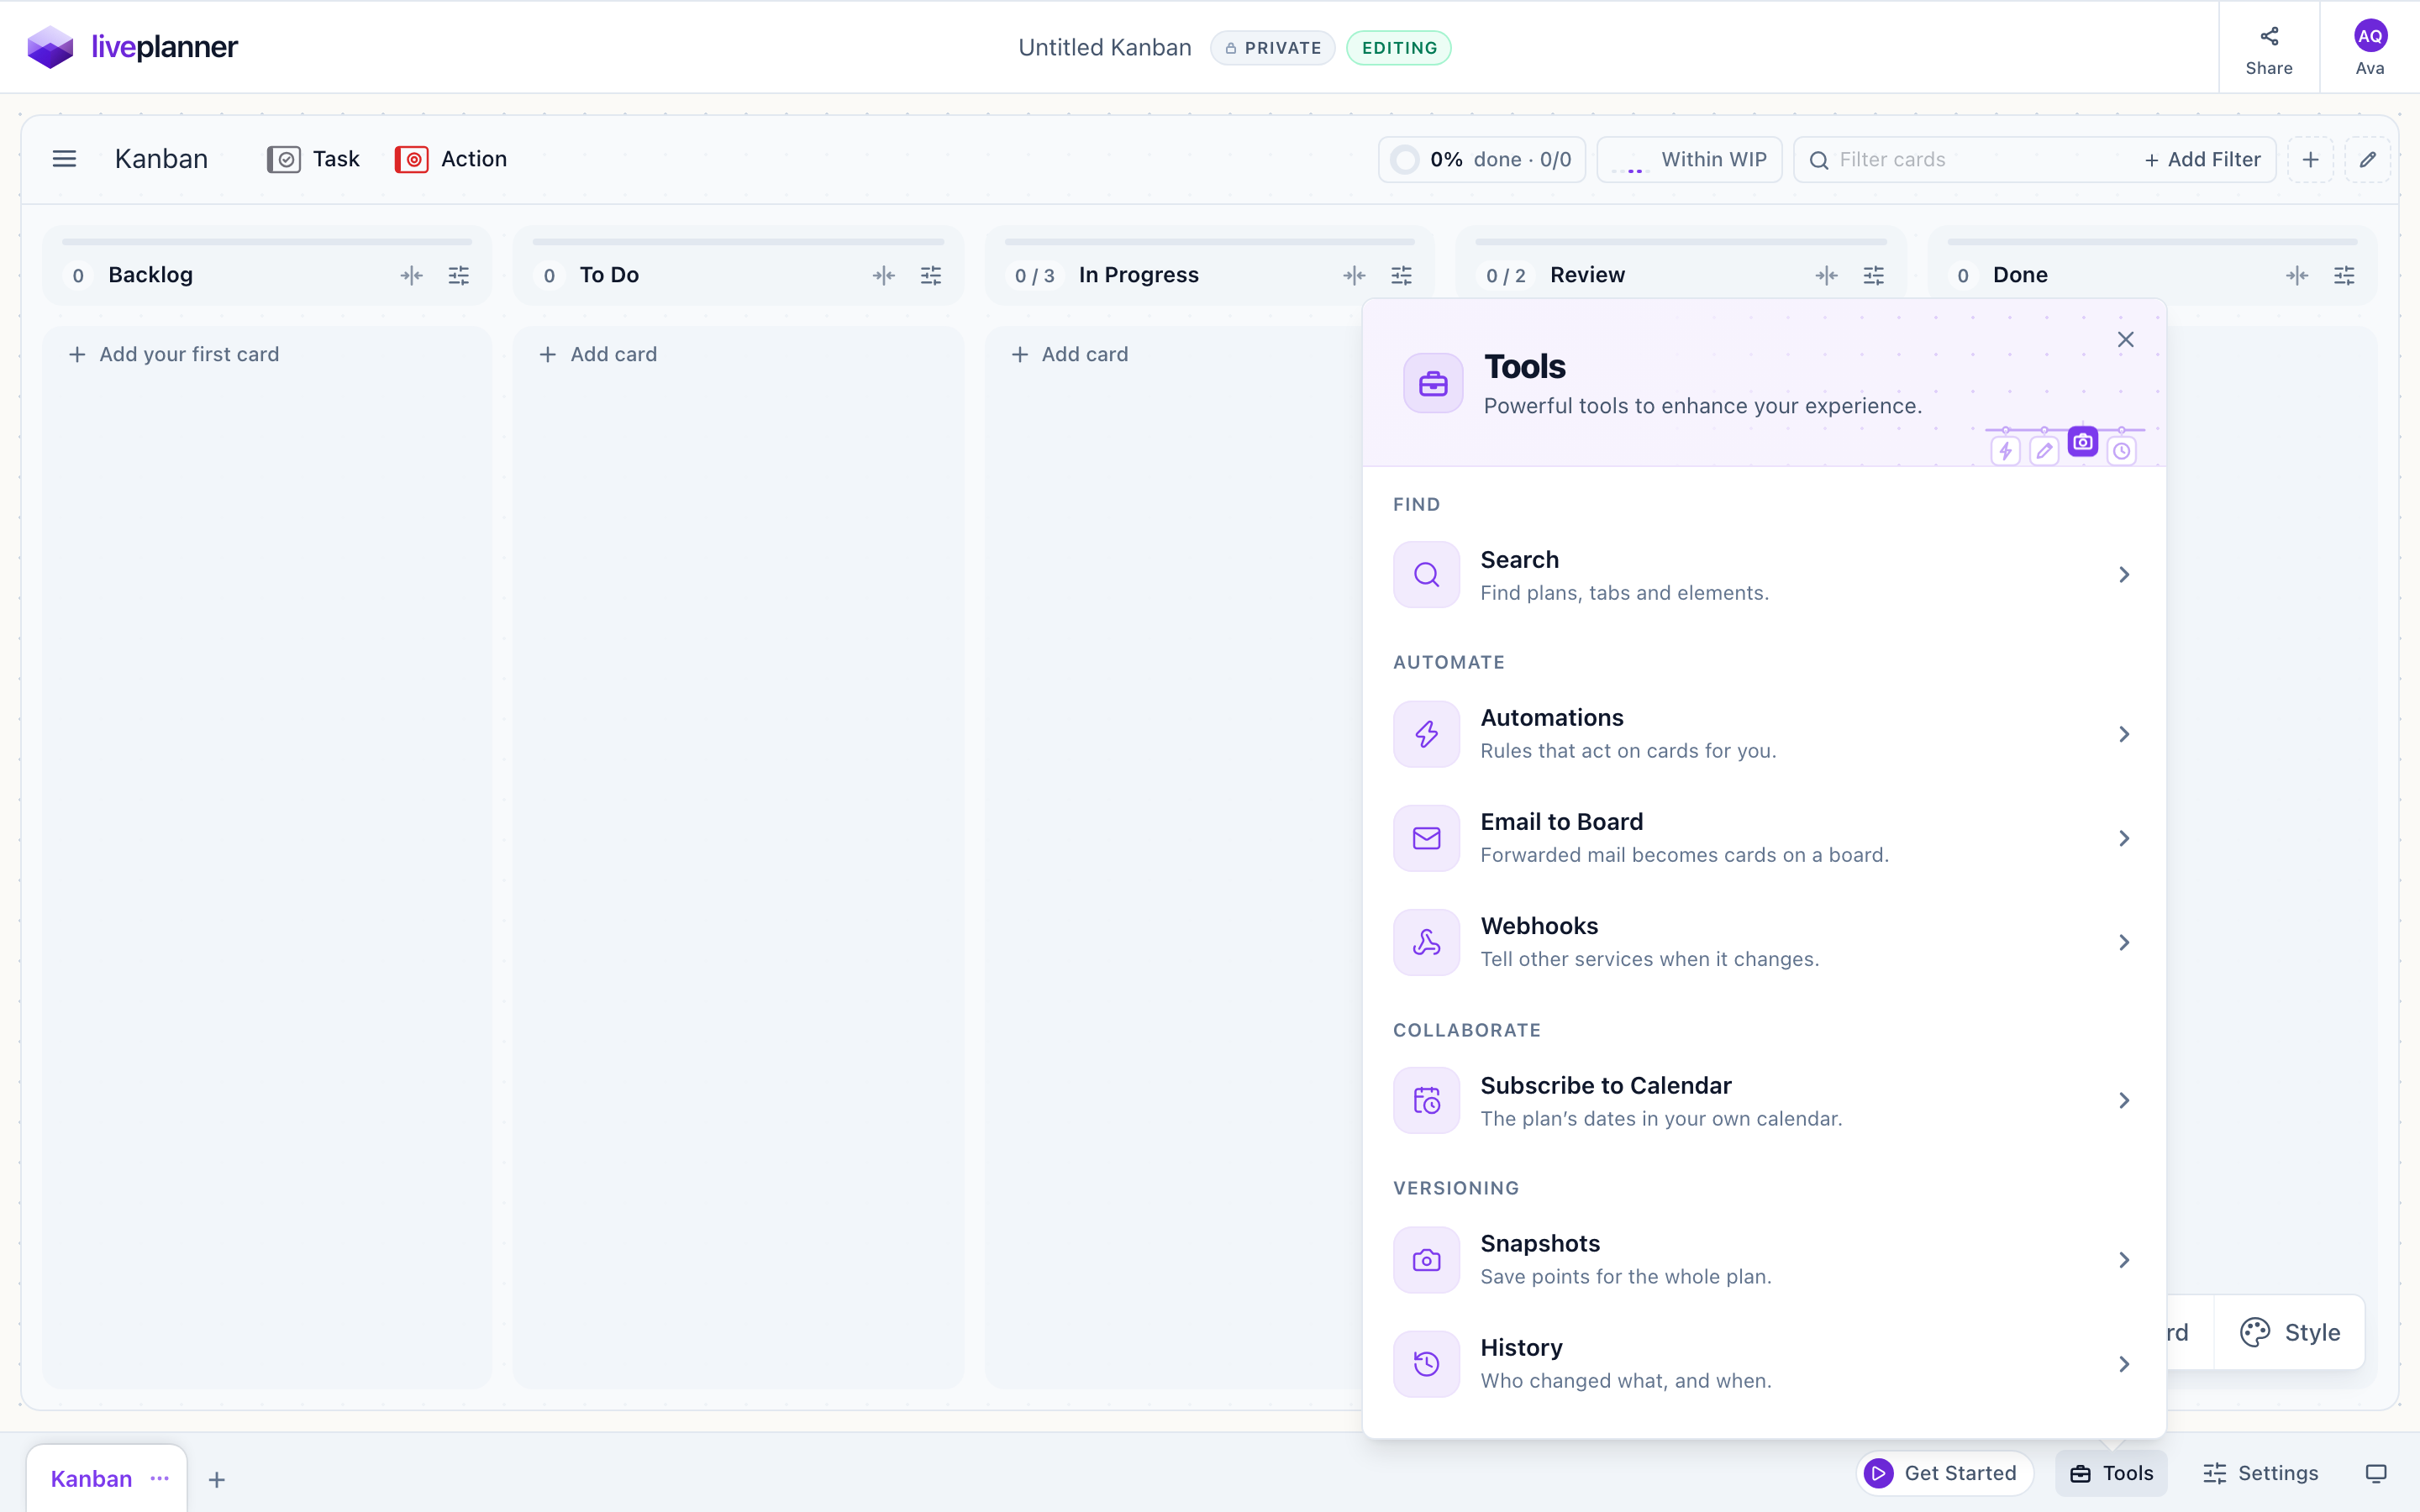 liveplanner
Untitled Kanban
PRIVATE
EDITING
Share
AQ
Ava
Kanban
Task
Action
0% done · 0/0
Within WIP
Filter cards
+ Add Filter
0 Backlog
0 To Do
0 / 3 In Progress
0 / 2 Review
0 Done
+ Add your first card
+ Add card
+ Add card
Tools
Powerful tools to enhance your experience.
FIND
Search
Find plans, tabs and elements.
AUTOMATE
Automations
Rules that act on cards for you.
Email to Board
Forwarded mail becomes cards on a board.
Webhooks
Tell other services when it changes.
COLLABORATE
Subscribe to Calendar
The plan’s dates in your own calendar.
VERSIONING
Snapshots
Save points for the whole plan.
History
Who changed what, and when.
rd
Style
Kanban
Get Started
Tools
Settings